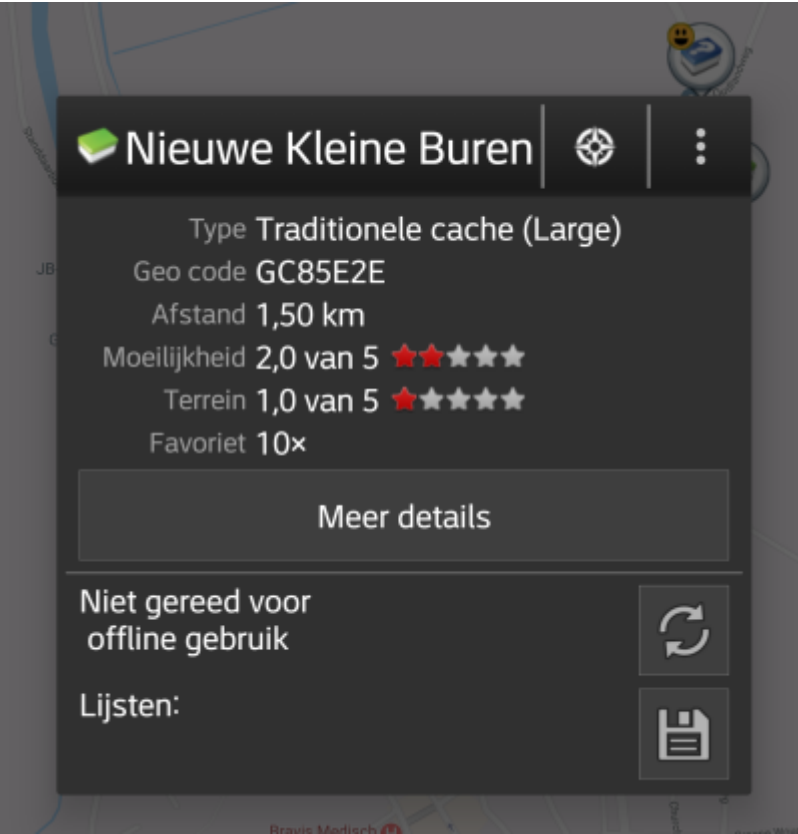 Nieuwe Kleine Buren
Type Traditionele cache (Large)
Geo code GC85E2E
Afstand 1,50 km
Moeilijkheid 2,0 van 5
Terrein 1,0 van 5
Favoriet 10×
Meer details
Niet gereed voor
offline gebruik
Lijsten:
JB
Bravis Medisch